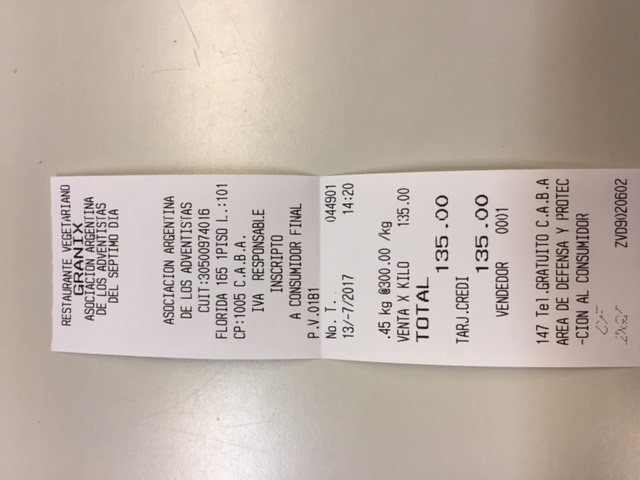 RESTAURANTE VEGETARIANO
GRANIX
ASOCIACION ARGENTINA
DE LOS ADVENTISTAS
DEL SEPTIMO DIA
ASOCIACION ARGENTINA
DE LOS ADVENTISTAS
CUIT:30500974016
FLORIDA 165 1PISO L.:101
CP:1005 C.A.B.A.
IVA RESPONSABLE
INSCRIPTO
A CONSUMIDOR FINAL
P.V.0181
No. T. 044901
13/-7/2017 14:20
.45 kg @300.00 /kg
VENTA X KILO 135.00
TOTAL 135.00
TARJ.CREDI 135.00
VENDEDOR 0001
147 Tel.GRATUITO C.A.B.A
AREA DE DEFENSA Y PROTEC
-CION AL CONSUMIDOR
ZVD9020602